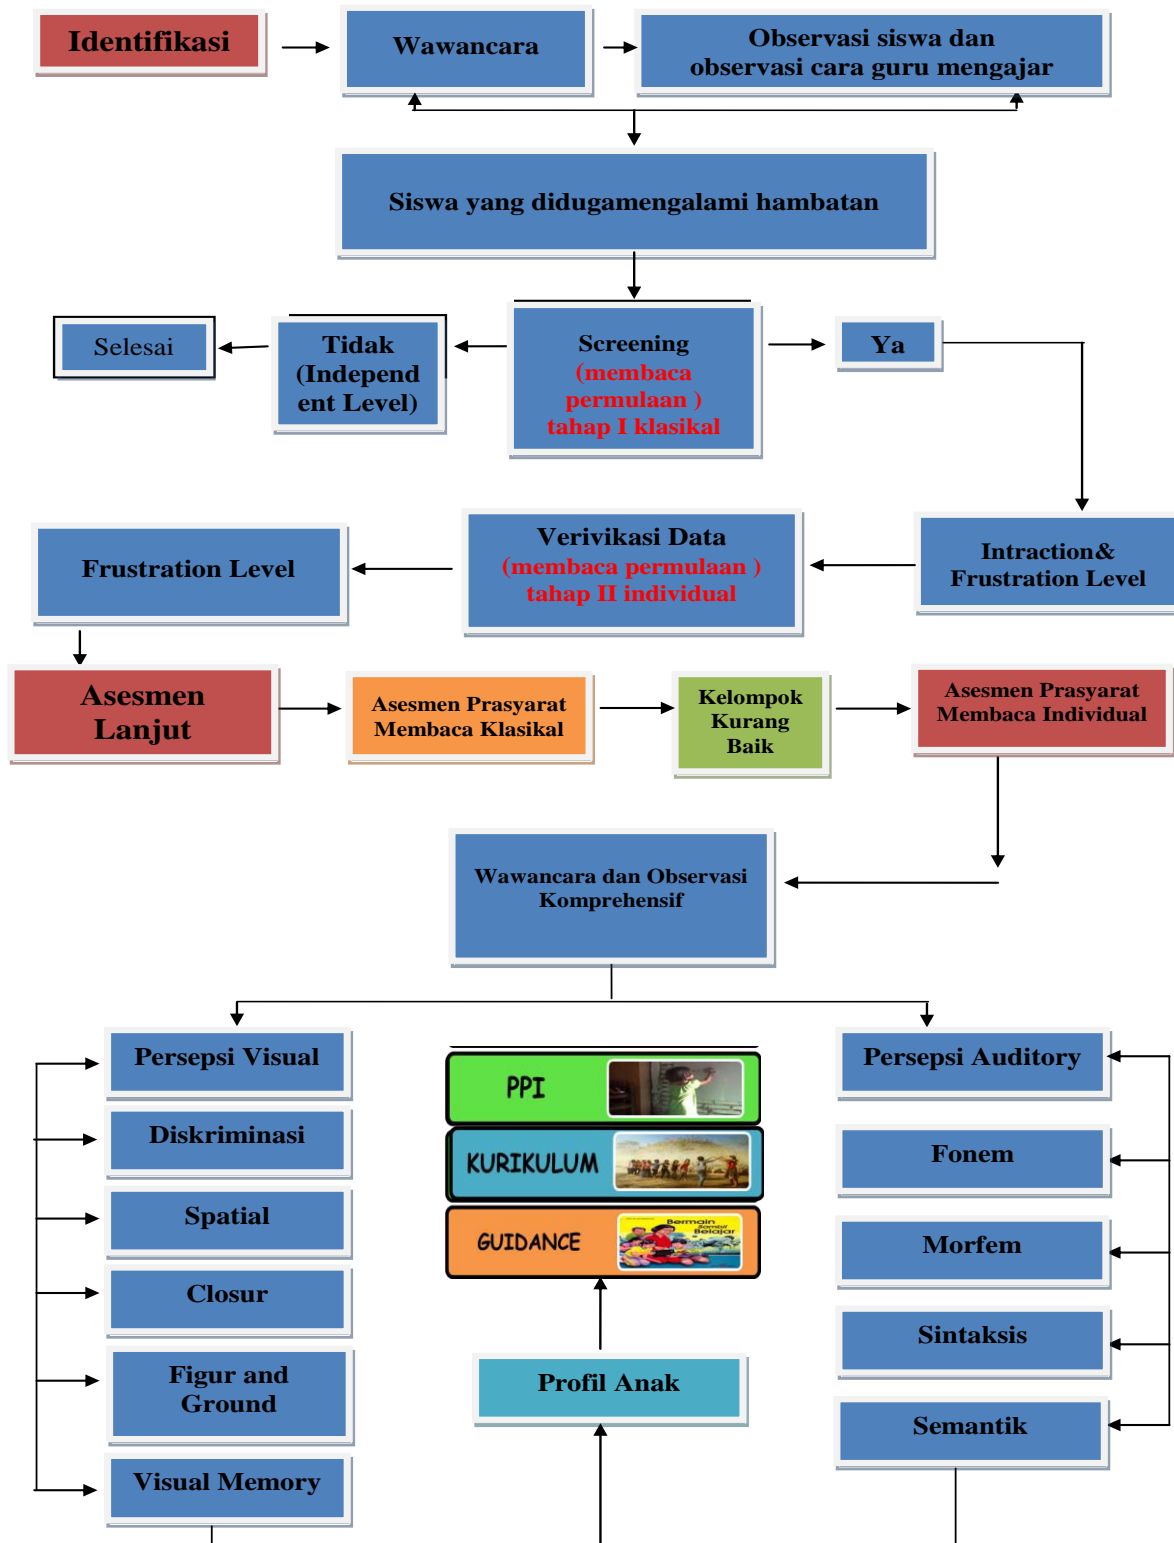 Identifikasi
Wawancara
Observasi siswa dan
observasi cara guru mengajar
Siswa yang didugamengalami hambatan
Selesai
Tidak
(Independ
ent Level)
Screening
(membaca
permulaan )
tahap I klasikal
Ya
Frustration Level
Verivikasi Data
(membaca permulaan )
tahap II individual
Intraction&
Frustration Level
Asesmen
Lanjut
Asesmen Prasyarat
Membaca Klasikal
Kelompok
Kurang
Baik
Asesmen Prasyarat
Membaca Individual
Wawancara dan Observasi
Komprehensif
Persepsi Visual
Diskriminasi
Spatial
Closur
Figur and
Ground
Visual Memory
PPI
KURIKULUM
GUIDANCE
Bermain
Sambil
Belajar
Profil Anak
Persepsi Auditory
Fonem
Morfem
Sintaksis
Semantik